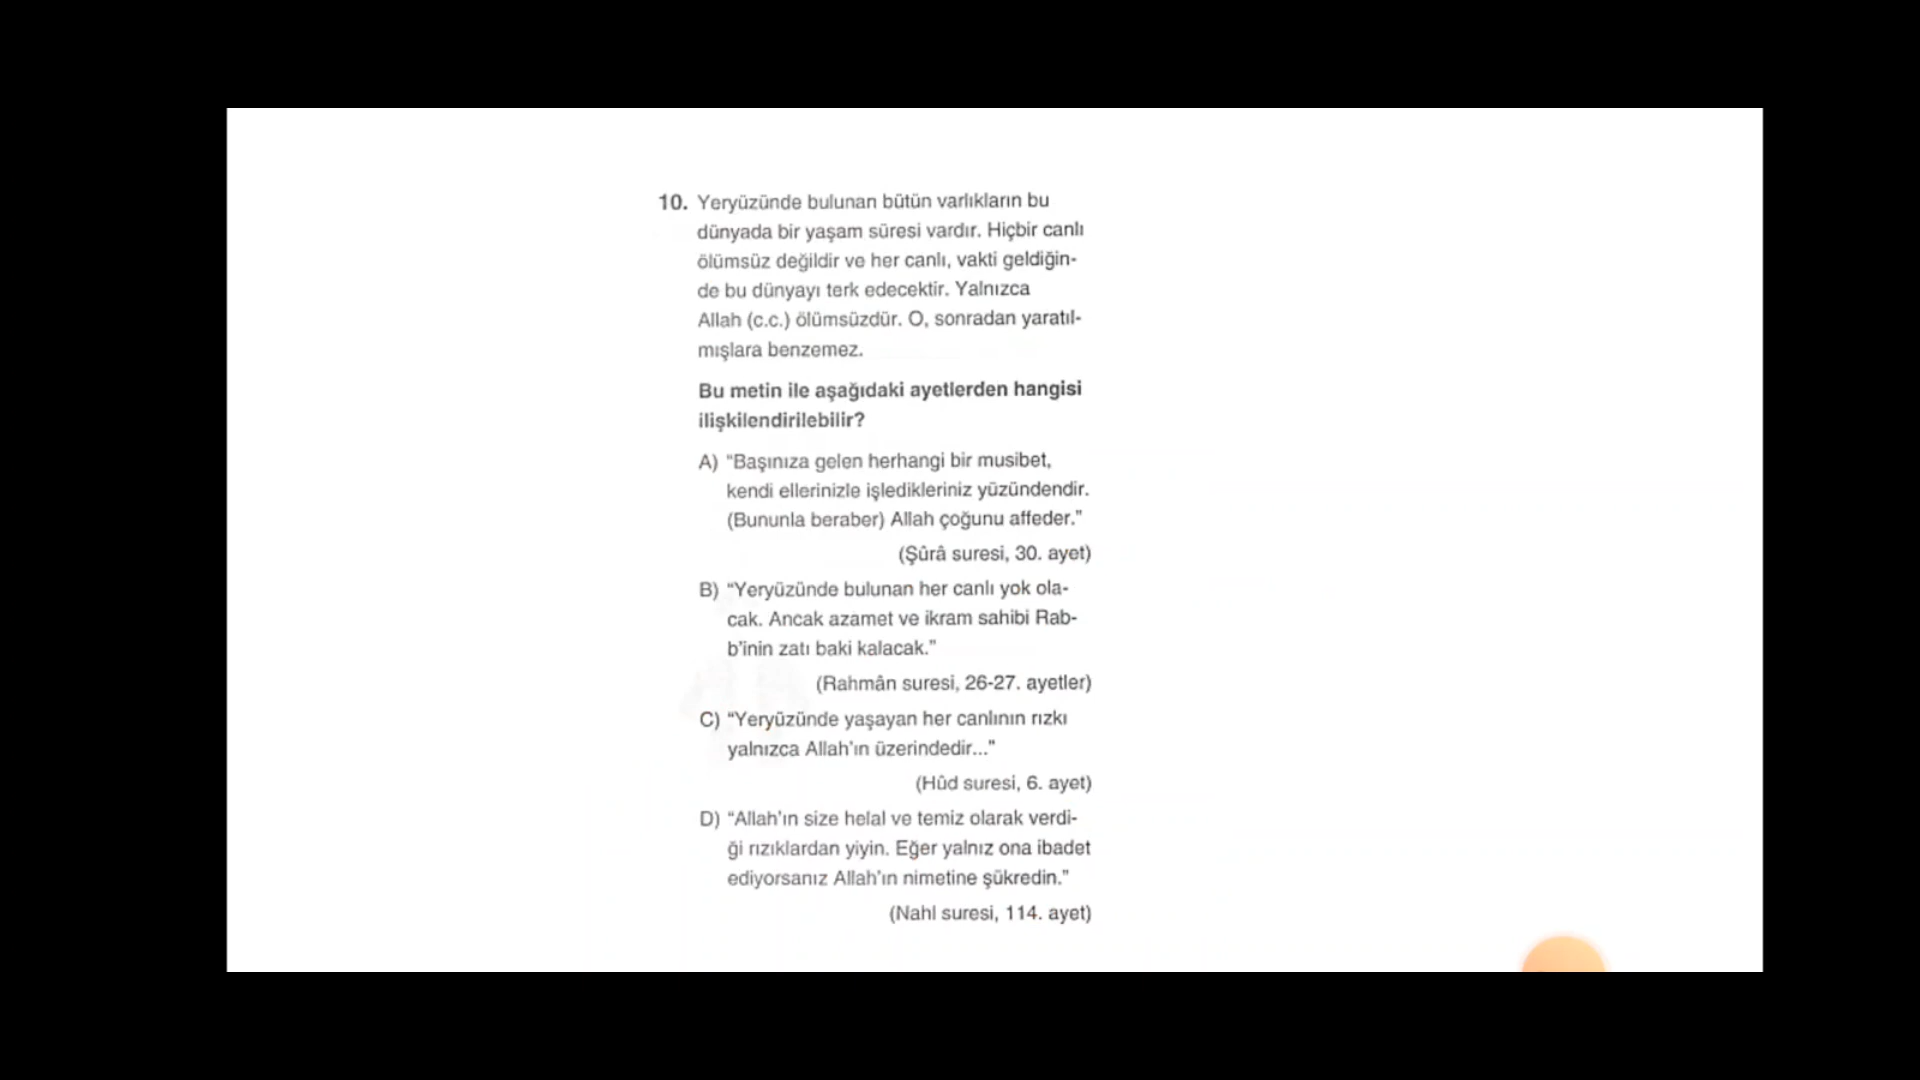 10. Yeryüzünde bulunan bütün varlıkların bu
dünyada bir yaşam süresi vardır. Hiçbir canlı
ölümsüz değildir ve her canlı, vakti geldiğin-
de bu dünyayı terk edecektir. Yalnızca
Allah (c.c.) ölümsüzdür. O, sonradan yaratıl-
mışlara benzemez.
Bu metin ile aşağıdaki ayetlerden hangisi
ilişkilendirilebilir?
A) “Başınıza gelen herhangi bir musibet,
kendi ellerinizle işledikleriniz yüzündendir.
(Bununla beraber) Allah çoğunu affeder.”
(Şûrâ suresi, 30. ayet)
B) “Yeryüzünde bulunan her canlı yok ola-
cak. Ancak azamet ve ikram sahibi Rab-
b’inin zatı baki kalacak.”
(Rahmân suresi, 26-27. ayetler)
C) “Yeryüzünde yaşayan her canlının rızkı
yalnızca Allah’ın üzerindedir...”
(Hûd suresi, 6. ayet)
D) “Allah’ın size helal ve temiz olarak verdi-
ği rızıklardan yiyin. Eğer yalnız ona ibadet
ediyorsanız Allah’ın nimetine şükredin.”
(Nahl suresi, 114. ayet)